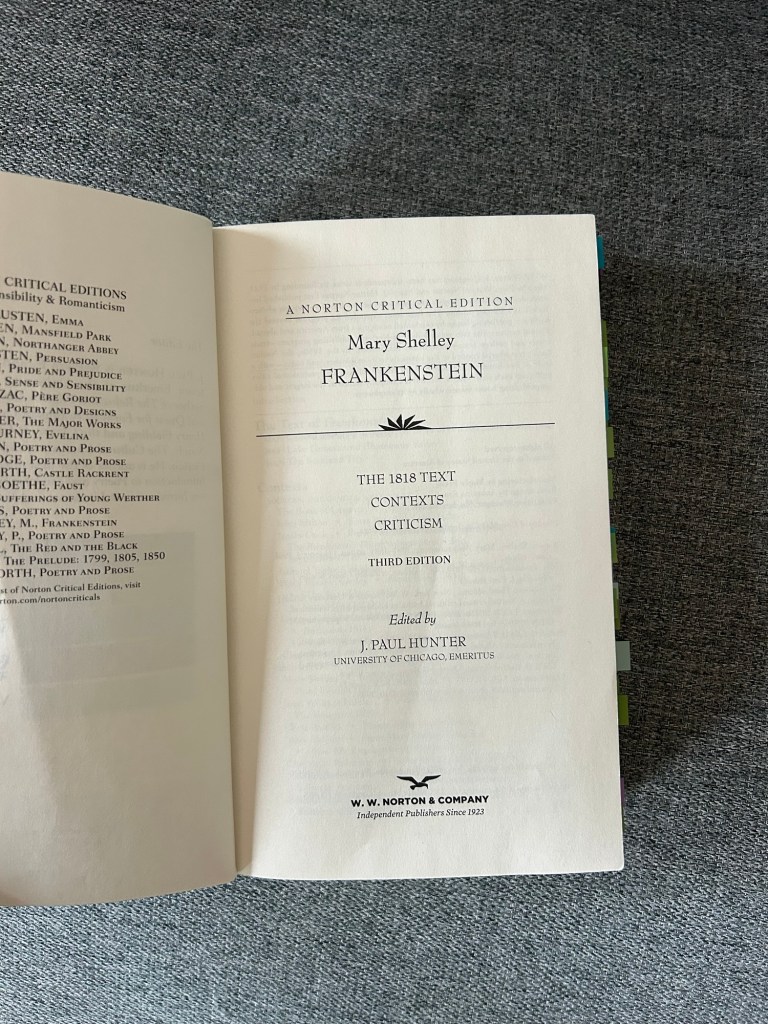 CRITICAL EDITIONS
& Romanticism
AUSTEN, EMMA
MANSFIELD PARK
NORTHANGER ABBEY
PERSUASION
PRIDE AND PREJUDICE
SENSE AND SENSIBILITY
PÈRE GORIOT
POETRY AND DESIGNS
THE MAJOR WORKS
EVELINA
POETRY AND PROSE
POETRY AND PROSE
CASTLE RACKRENT
GOETHE, FAUST
SUFFERINGS OF YOUNG WERTHER
POETRY AND PROSE
M., FRANKENSTEIN
P., POETRY AND PROSE
THE RED AND THE BLACK
THE PRELUDE: 1799, 1805, 1850
POETRY AND PROSE
of Norton Critical Editions, visit
A NORTON CRITICAL EDITION
Mary Shelley
FRANKENSTEIN
THE 1818 TEXT
CONTEXTS
CRITICISM
THIRD EDITION
Edited by
J. PAUL HUNTER
UNIVERSITY OF CHICAGO, EMERITUS
W. W. NORTON & COMPANY
Independent Publishers Since 1923